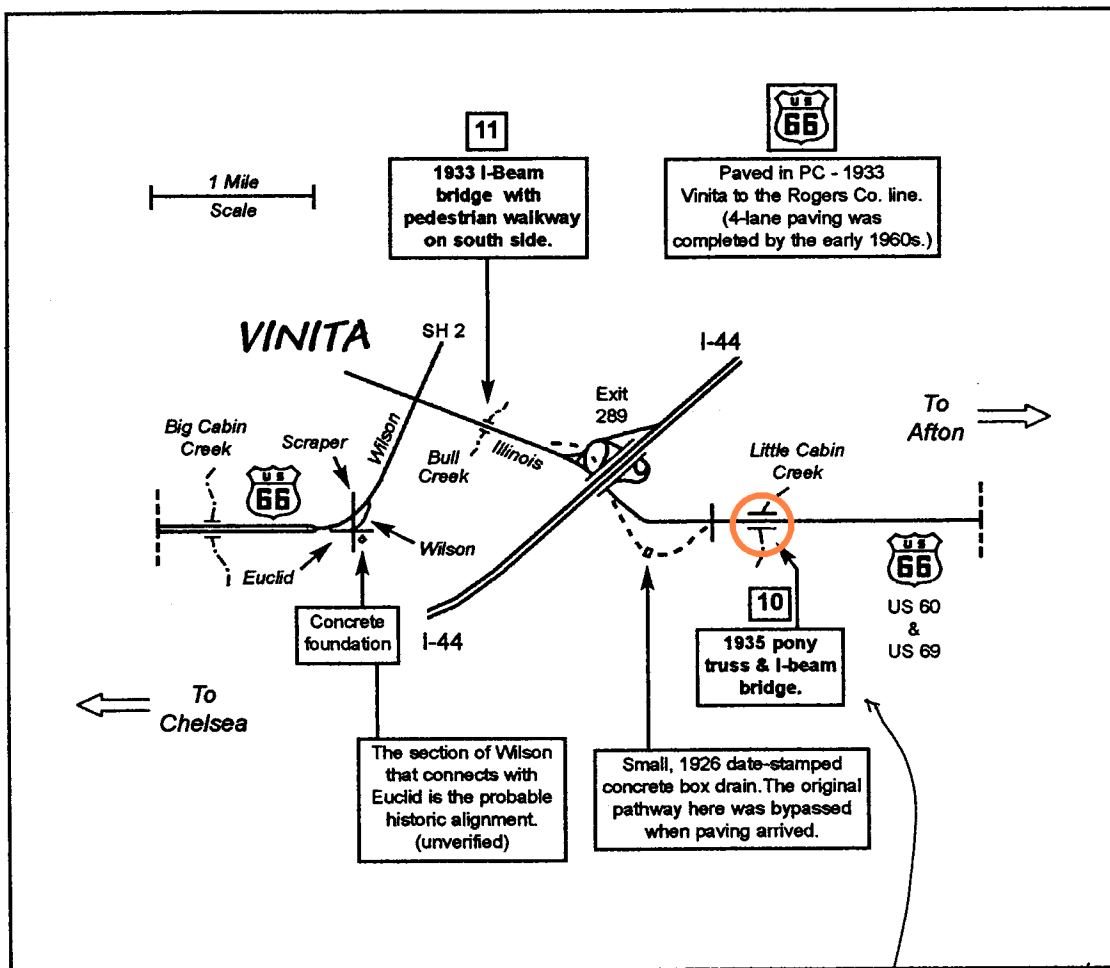 11
1933 I-Beam
bridge with
pedestrian walkway
on south side.
US
66
Paved in PC - 1933
Vinita to the Rogers Co. line.
(4-lane paving was
completed by the early 1960s.)
1 Mile
Scale
VINITA
SH 2
I-44
Exit
289
To
Afton
Big Cabin
Creek
Scraper
Wilson
Bull
Creek
Illinois
Little Cabin
Creek
US
66
Euclid
Wilson
US
66
US 60
&
US 69
Concrete
foundation
I-44
10
1935 pony
truss & I-beam
bridge.
To
Chelsea
The section of Wilson
that connects with
Euclid is the probable
historic alignment.
(unverified)
Small, 1926 date-stamped
concrete box drain. The original
pathway here was bypassed
when paving arrived.